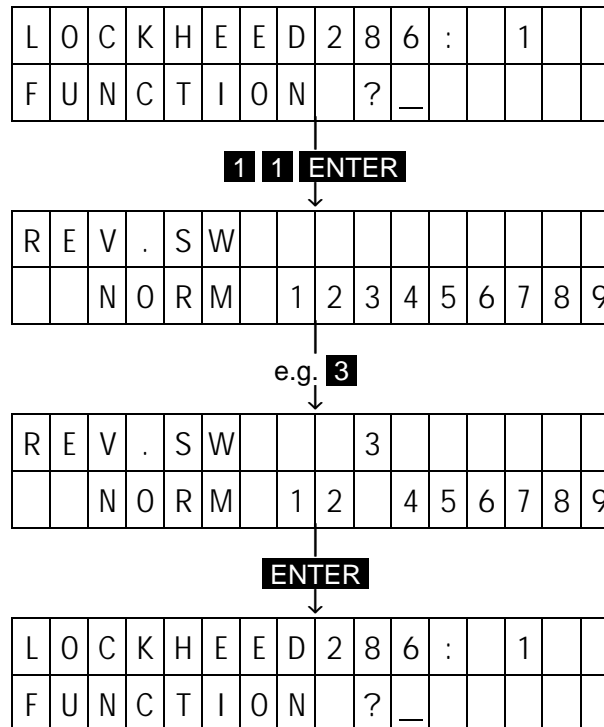 LOCKHEED286: 1
FUNCTION ?_
1 1 ENTER
REV.SW
NORM 123456789
e.g. 3
REV.SW 3
NORM 12 456789
ENTER
LOCKHEED286: 1
FUNCTION ?_